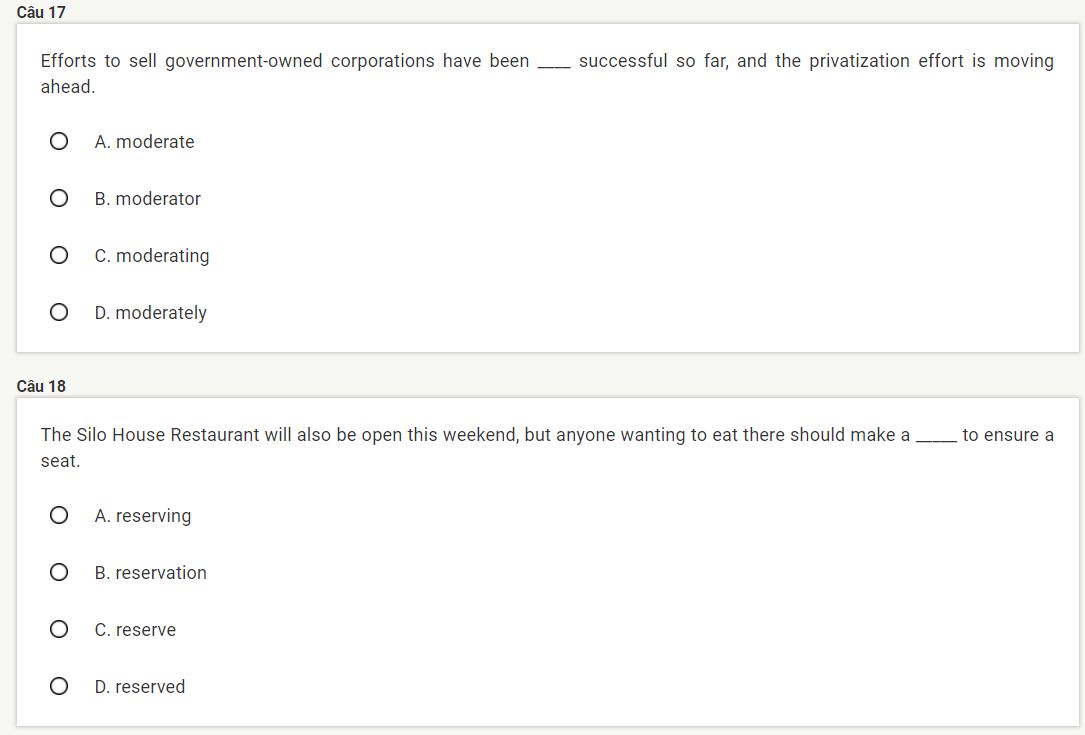 Câu 17
Efforts to sell government-owned corporations have been ____ successful so far, and the privatization effort is moving
ahead.
A. moderate
B. moderator
C. moderating
D. moderately
Câu 18
The Silo House Restaurant will also be open this weekend, but anyone wanting to eat there should make a _____ to ensure a
seat.
A. reserving
B. reservation
C. reserve
D. reserved